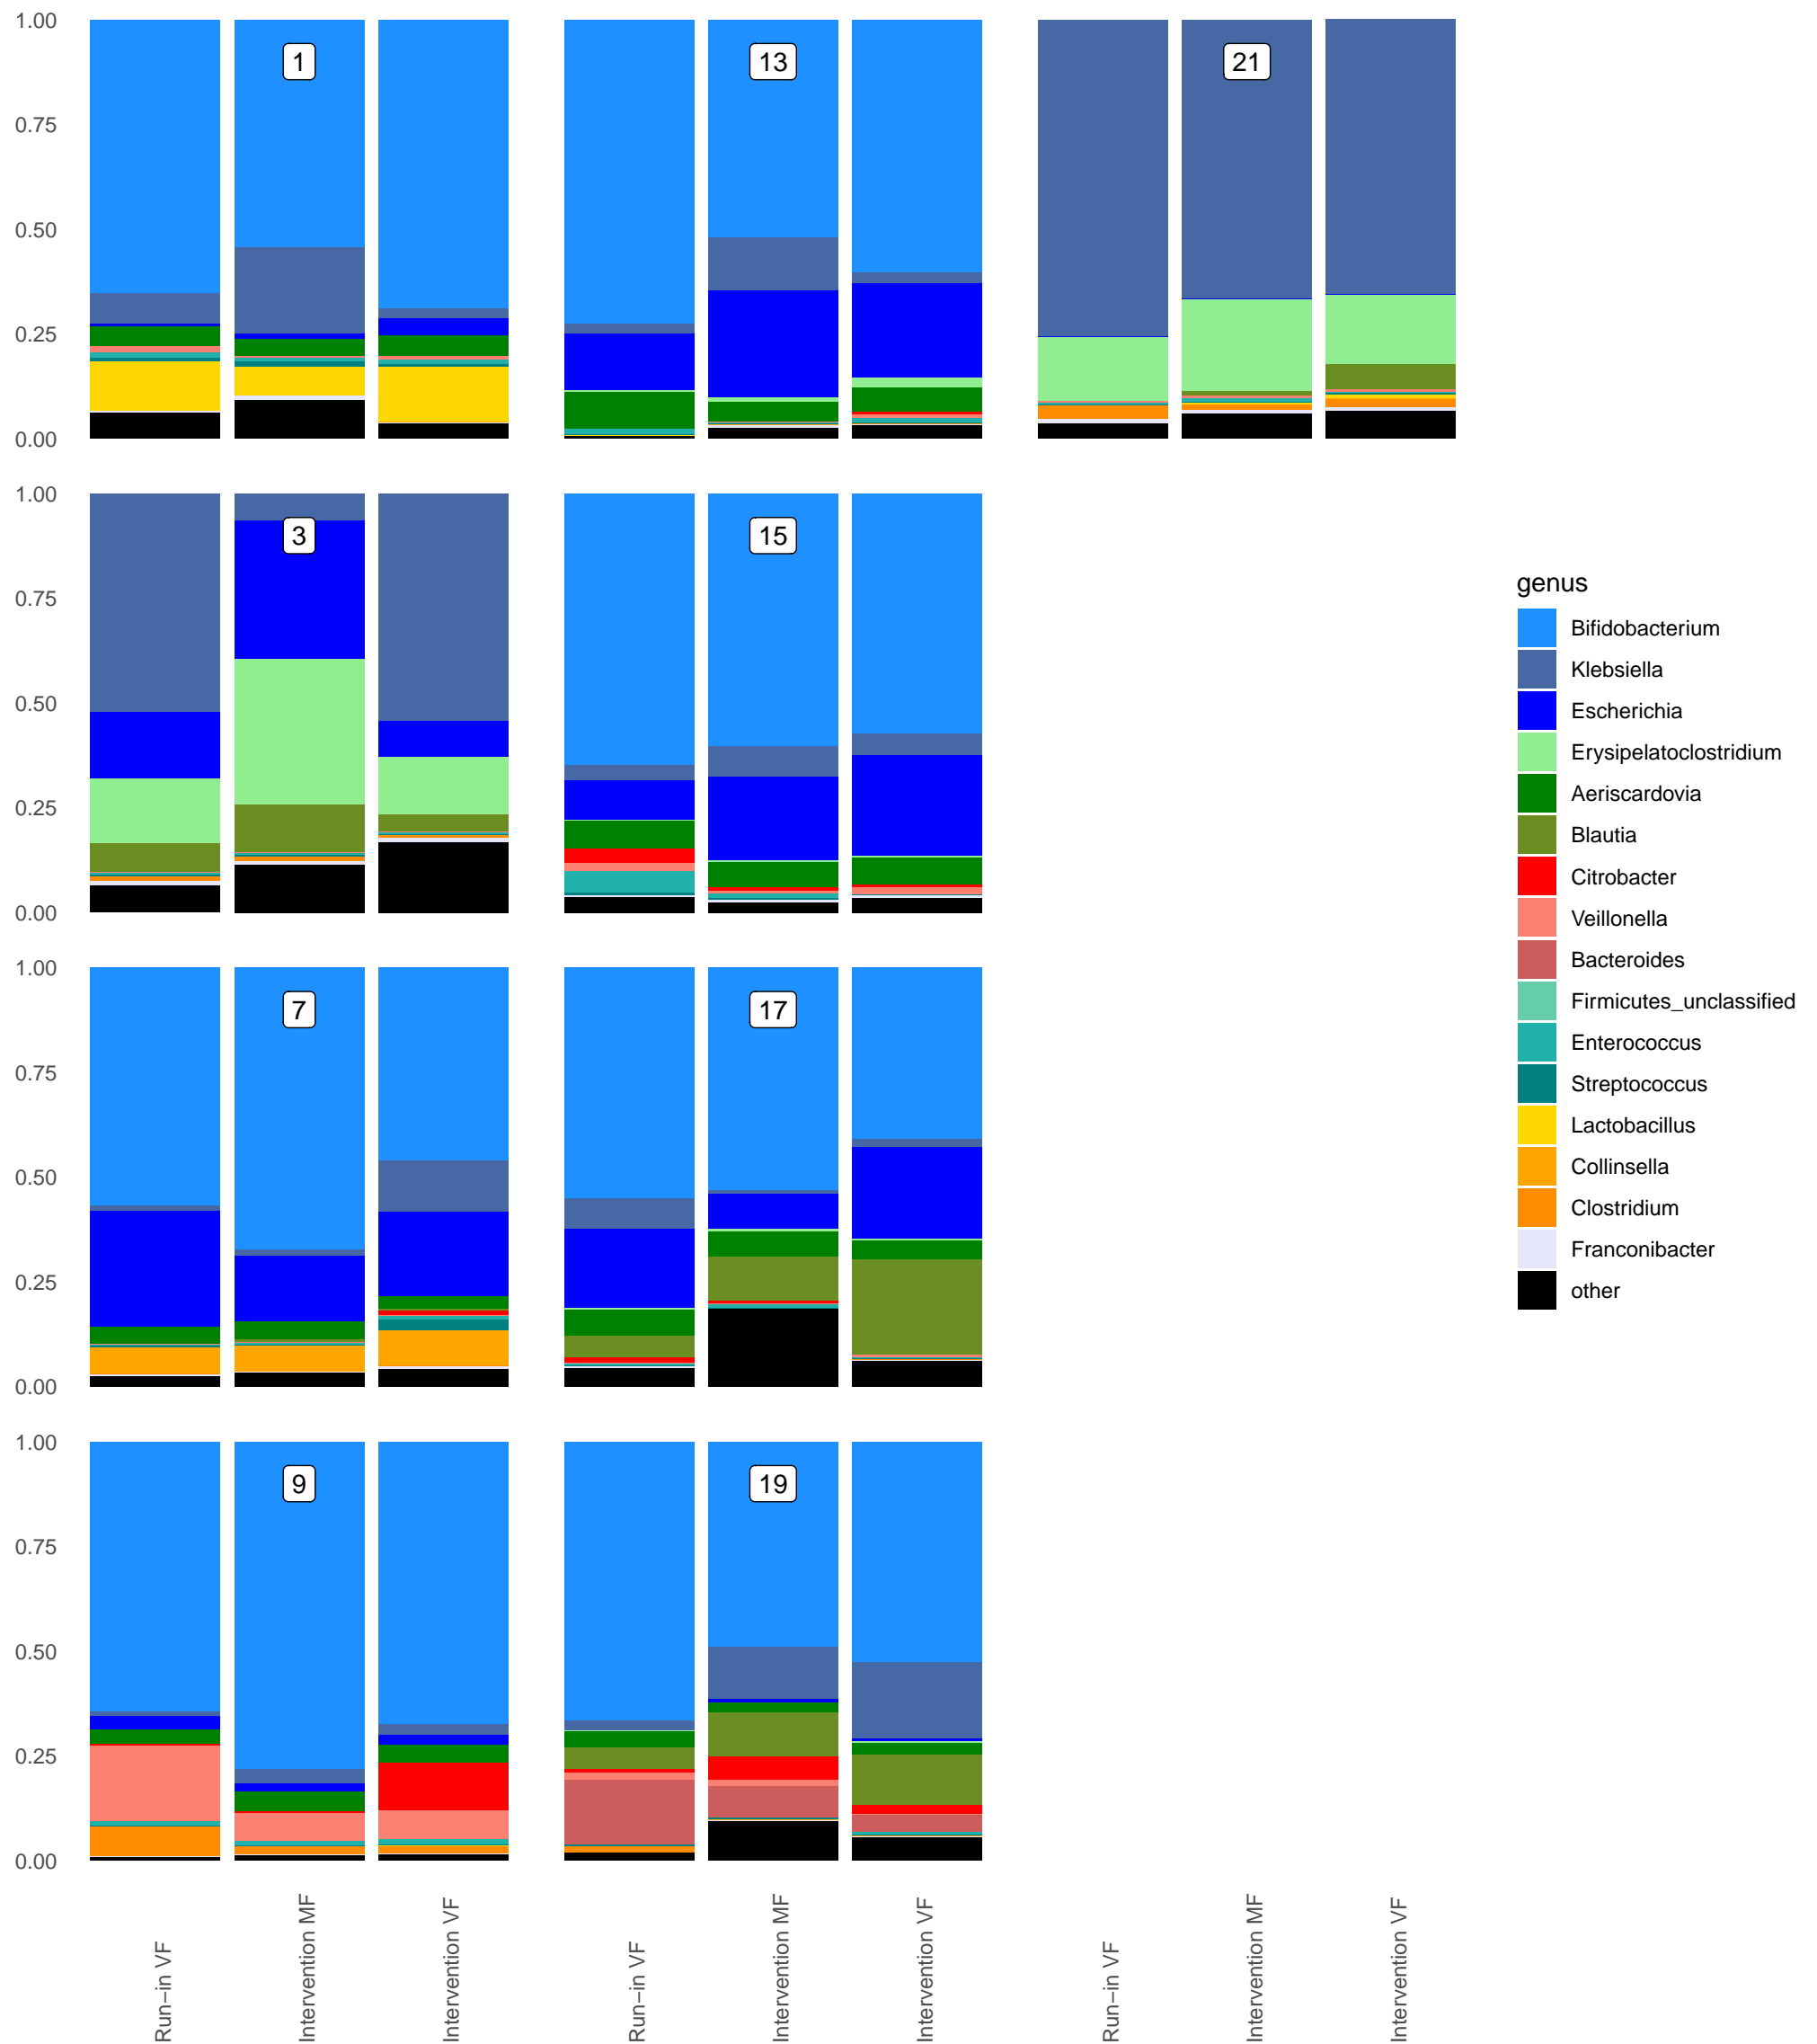 1.00
0.75
0.50
0.25
0.00
1
13
21
1.00
0.75
0.50
0.25
0.00
3
15
1.00
0.75
0.50
0.25
0.00
7
17
1.00
0.75
0.50
0.25
0.00
9
19
Run−in VF
Intervention MF
Intervention VF
Run−in VF
Intervention MF
Intervention VF
Run−in VF
Intervention MF
Intervention VF
genus
Bifidobacterium
Klebsiella
Escherichia
Erysipelatoclostridium
Aeriscardovia
Blautia
Citrobacter
Veillonella
Bacteroides
Firmicutes_unclassified
Enterococcus
Streptococcus
Lactobacillus
Collinsella
Clostridium
Franconibacter
other